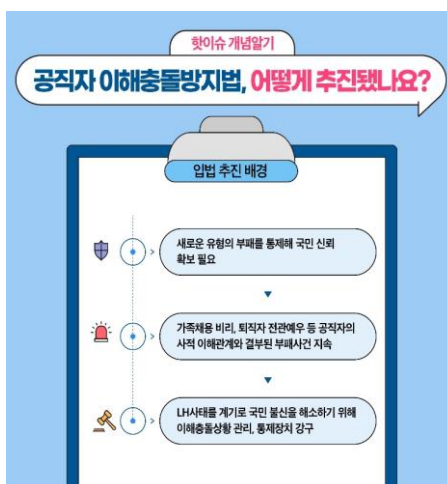 핫이슈 개념알기
공직자 이해충돌방지법, 어떻게 추진됐나요?
입법 추진 배경
새로운 유형의 부패를 통제해 국민 신뢰
확보 필요
가족채용 비리, 퇴직자 전관예우 등 공직자의
사적 이해관계와 결부된 부패사건 지속
LH사태를 계기로 국민 불신을 해소하기 위해
이해충돌상황 관리, 통제장치 강구